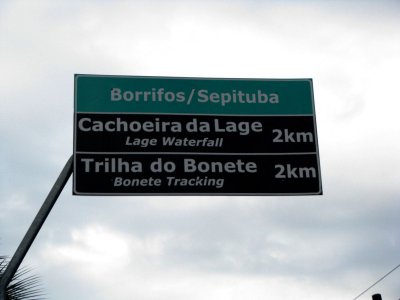 Borrifos/Sepituba
Cachoeira da Lage 2km
Lage Waterfall
Trilha do Bonete 2km
Bonete Tracking